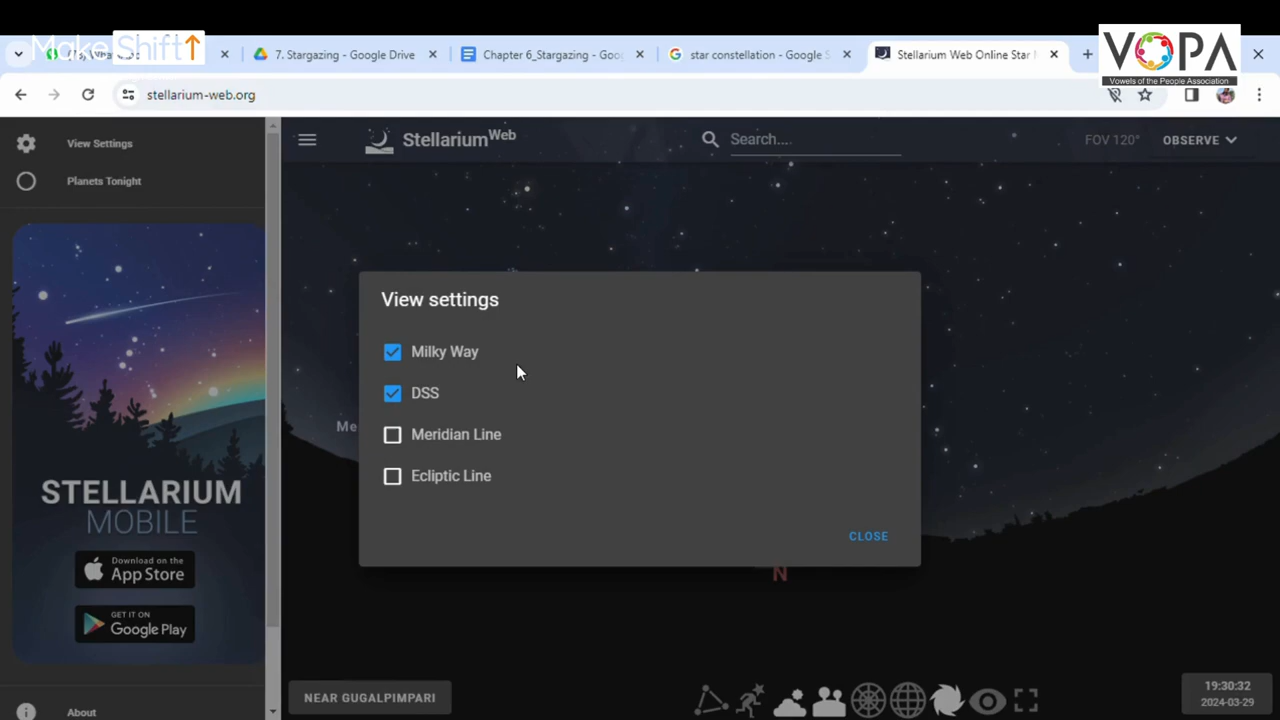 Make Shift
VOPA
Vowels of the People Association
7. Stargazing - Google Drive
Chapter 6_Stargazing - Goo
star constellation - Google S
Stellarium Web Online Star
stellarium-web.org
View Settings
Planets Tonight
StellariumWeb
Search....
FOV 120°
OBSERVE
View settings
Milky Way
DSS
Meridian Line
Ecliptic Line
CLOSE
Me
N
STELLARIUM
MOBILE
Download on the
App Store
GET IT ON
Google Play
NEAR GUGALPIMPARI
19:30:32
2024-03-29
About